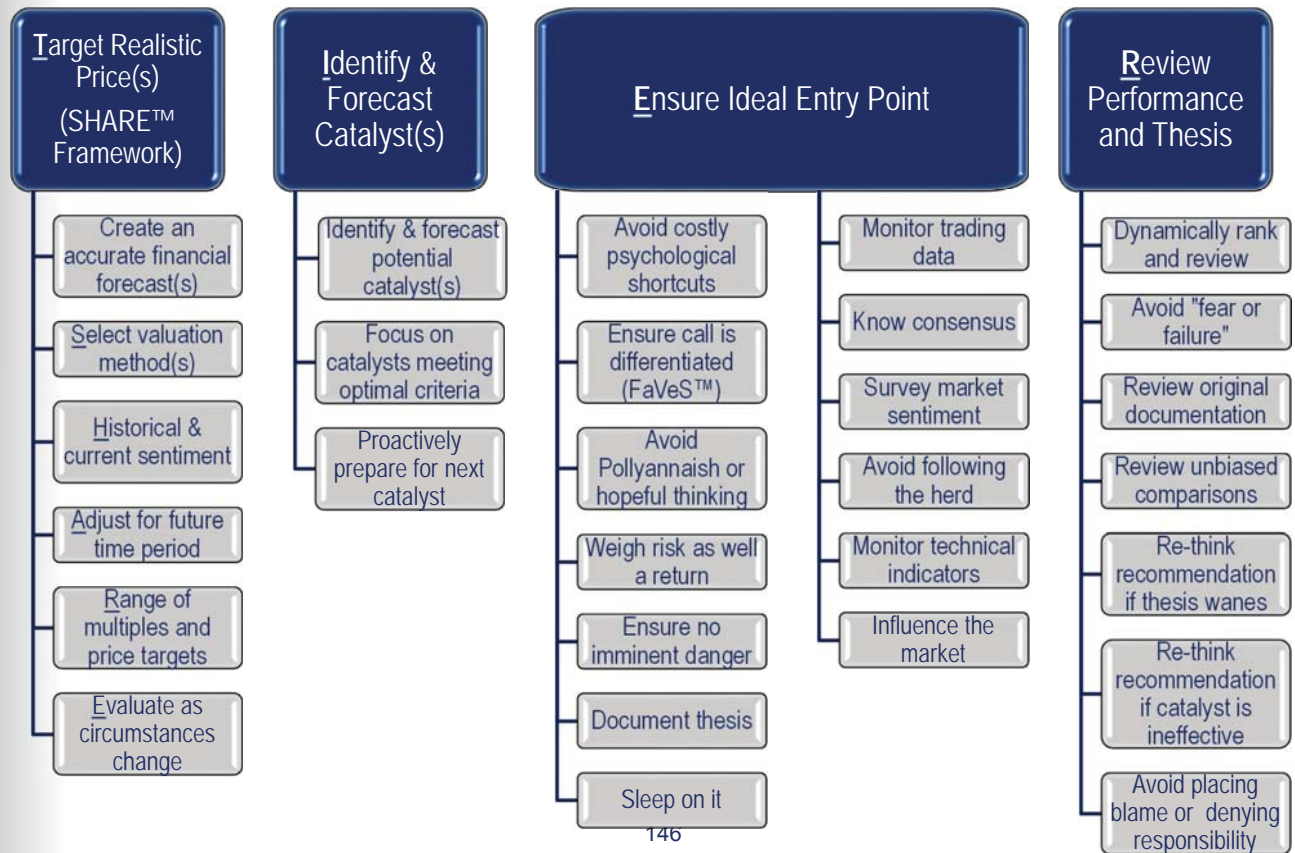 Target Realistic
Price(s)
(SHARE™
Framework)
Create an
accurate financial
forecast(s)
Select valuation
method(s)
Historical &
current sentiment
Adjust for future
time period
Range of
multiples and
price targets
Evaluate as
circumstances
change
Identify &
Forecast
Catalyst(s)
Identify & forecast
potential
catalyst(s)
Focus on
catalysts meeting
optimal criteria
Proactively
prepare for next
catalyst
Ensure Ideal Entry Point
Avoid costly
psychological
shortcuts
Ensure call is
differentiated
(FaVeS™)
Avoid
Pollyannaish or
hopeful thinking
Weigh risk as well
a return
Ensure no
imminent danger
Document thesis
Sleep on it
Monitor trading
data
Know consensus
Survey market
sentiment
Avoid following
the herd
Monitor technical
indicators
Influence the
market
Review
Performance
and Thesis
Dynamically rank
and review
Avoid "fear or
failure"
Review original
documentation
Review unbiased
comparisons
Re-think
recommendation
if thesis wanes
Re-think
recommendation
if catalyst is
ineffective
Avoid placing
blame or denying
responsibility
146